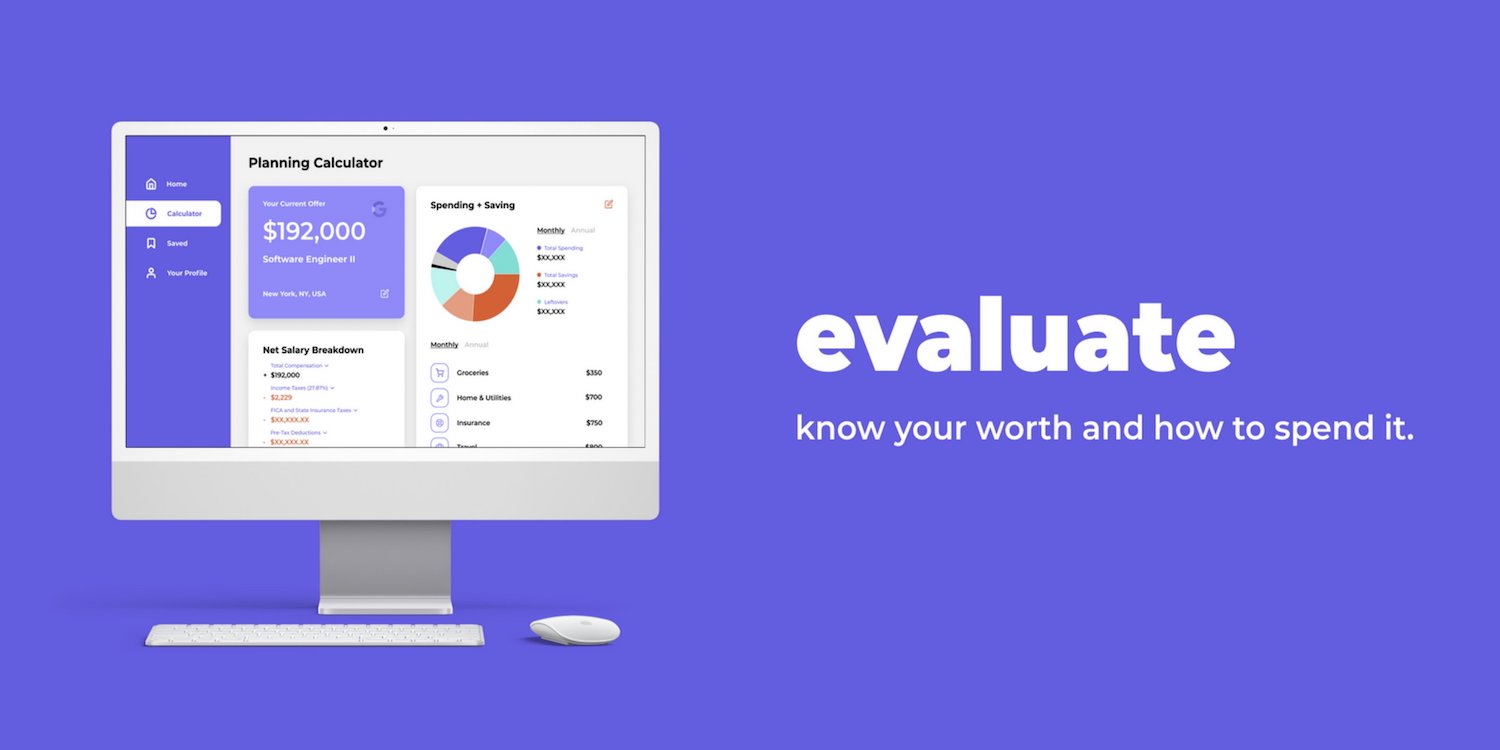 Home
Calculator
Saved
Your Profile
Planning Calculator
Your Current Offer
$192,000
Software Engineer II
New York, NY, USA
Net Salary Breakdown
Total Compensation
+ $192,000
Income Taxes (27.87%)
- $2,229
FICA and State Insurance Taxes
- $XX,XXX.XX
Pre-Tax Deductions
- $XX,XXX.XX
Spending + Saving
Monthly Annual
Total Spending
$XX,XXX
Total Savings
$XX,XXX
Leftovers
$XX,XXX
Monthly Annual
Groceries $350
Home & Utilities $700
Insurance $750
Travel $800
evaluate
know your worth and how to spend it.